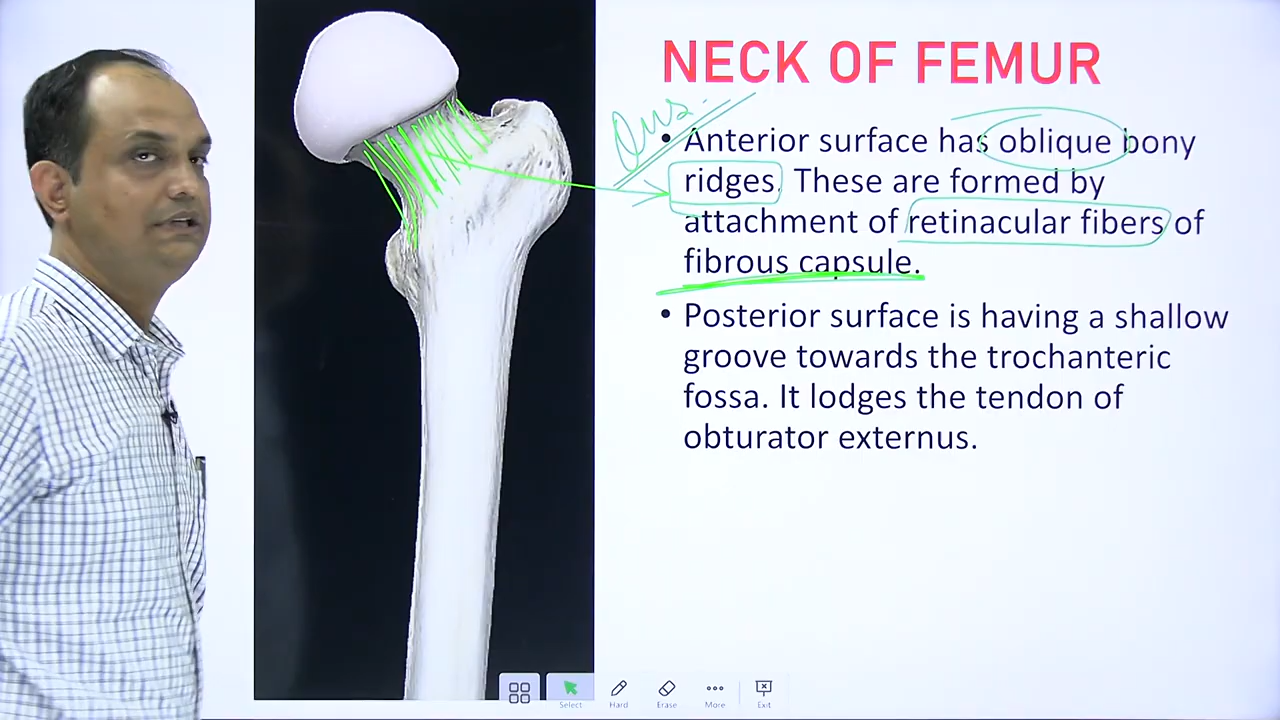 NECK OF FEMUR
Ques.
• Anterior surface has oblique bony
ridges. These are formed by
attachment of retinacular fibers of
fibrous capsule.
• Posterior surface is having a shallow
groove towards the trochanteric
fossa. It lodges the tendon of
obturator externus.
Select Hard Erase More Exit